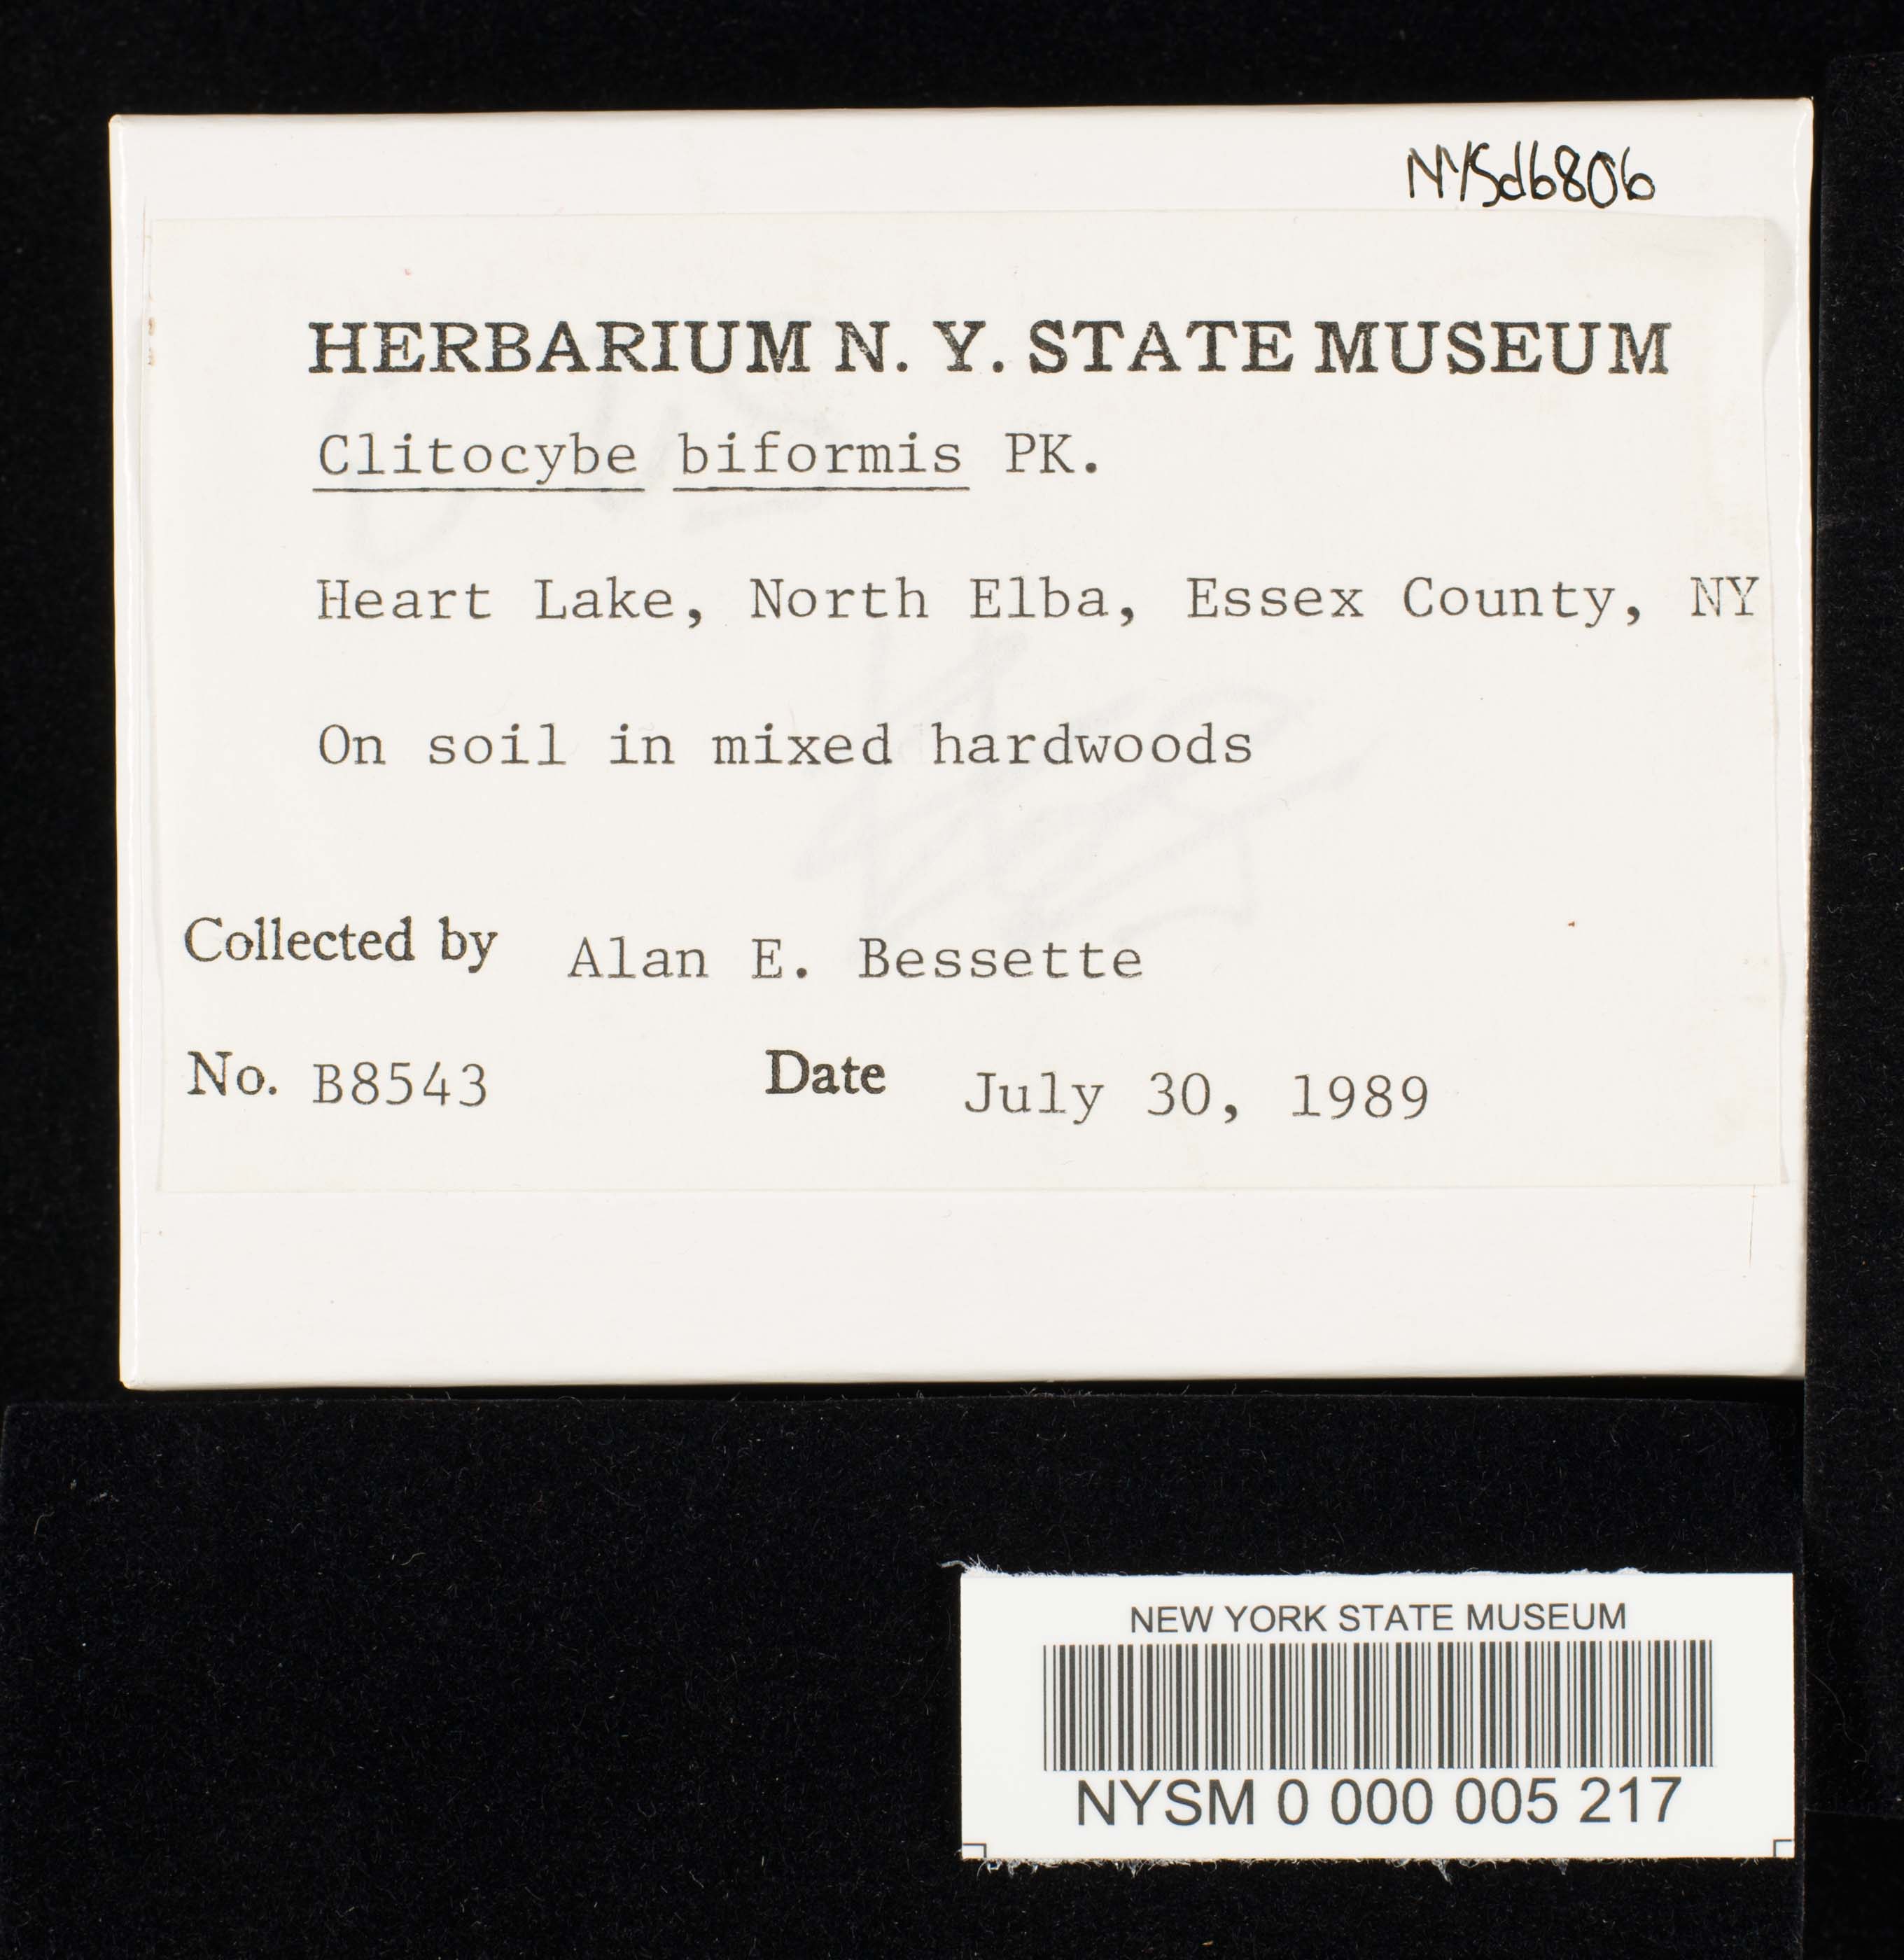 NYSd6806
HERBARIUM N. Y. STATE MUSEUM
Clitocybe biformis PK.
Heart Lake, North Elba, Essex County, NY
On soil in mixed hardwoods
Collected by Alan E. Bessette
No. B8543 Date July 30, 1989
NEW YORK STATE MUSEUM
NYSM 0 000 005 217